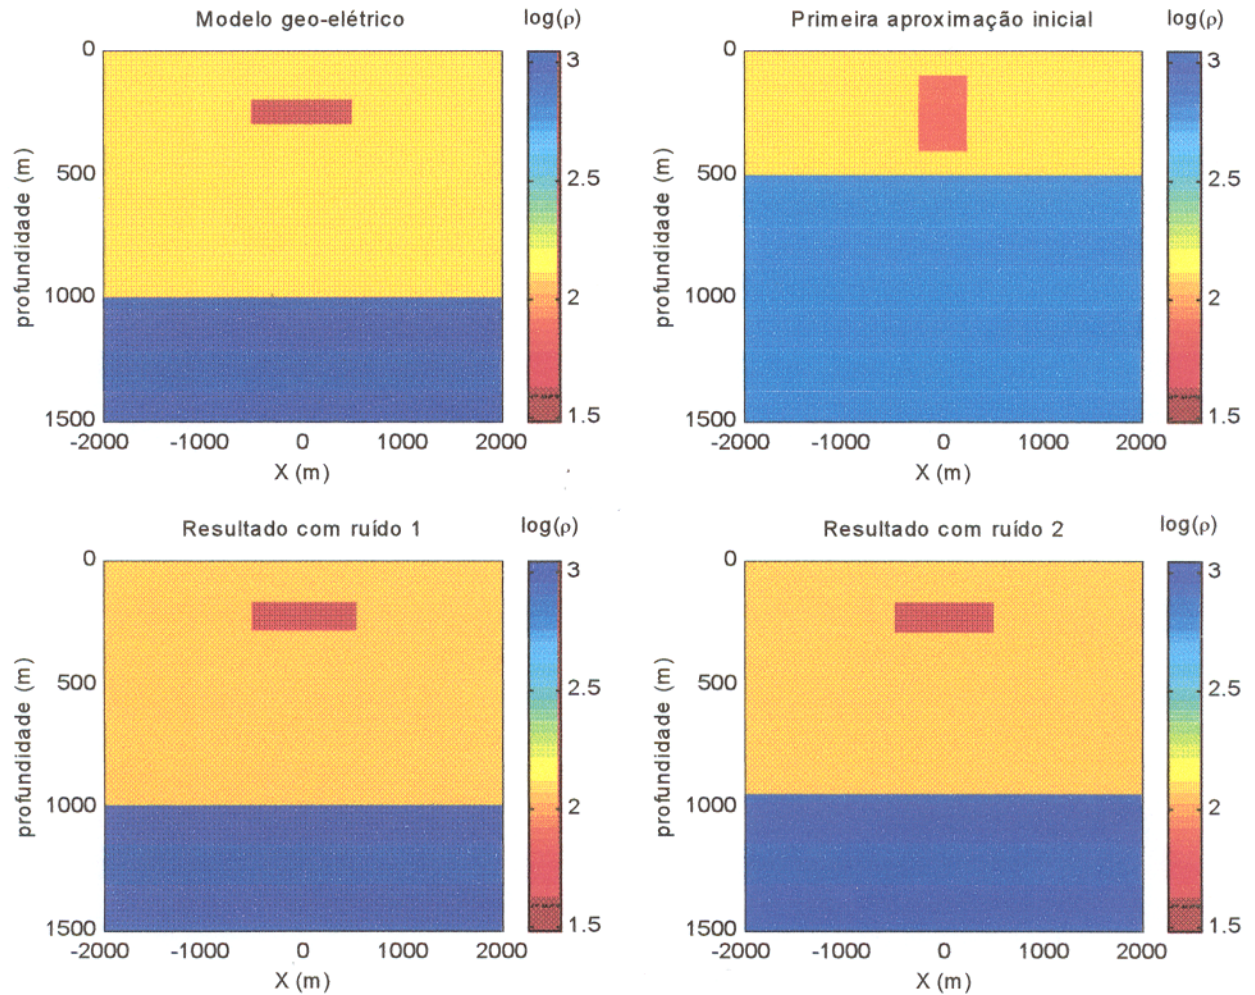 Modelo geo-elétrico
log(ρ)
0
500
1000
1500
profundidade (m)
-2000 -1000 0 1000 2000
X (m)
3
2.5
2
1.5
Primeira aproximação inicial
log(ρ)
0
500
1000
1500
profundidade (m)
-2000 -1000 0 1000 2000
X (m)
3
2.5
2
1.5
Resultado com ruído 1
log(ρ)
0
500
1000
1500
profundidade (m)
-2000 -1000 0 1000 2000
X (m)
3
2.5
2
1.5
Resultado com ruído 2
log(ρ)
0
500
1000
1500
profundidade (m)
-2000 -1000 0 1000 2000
X (m)
3
2.5
2
1.5